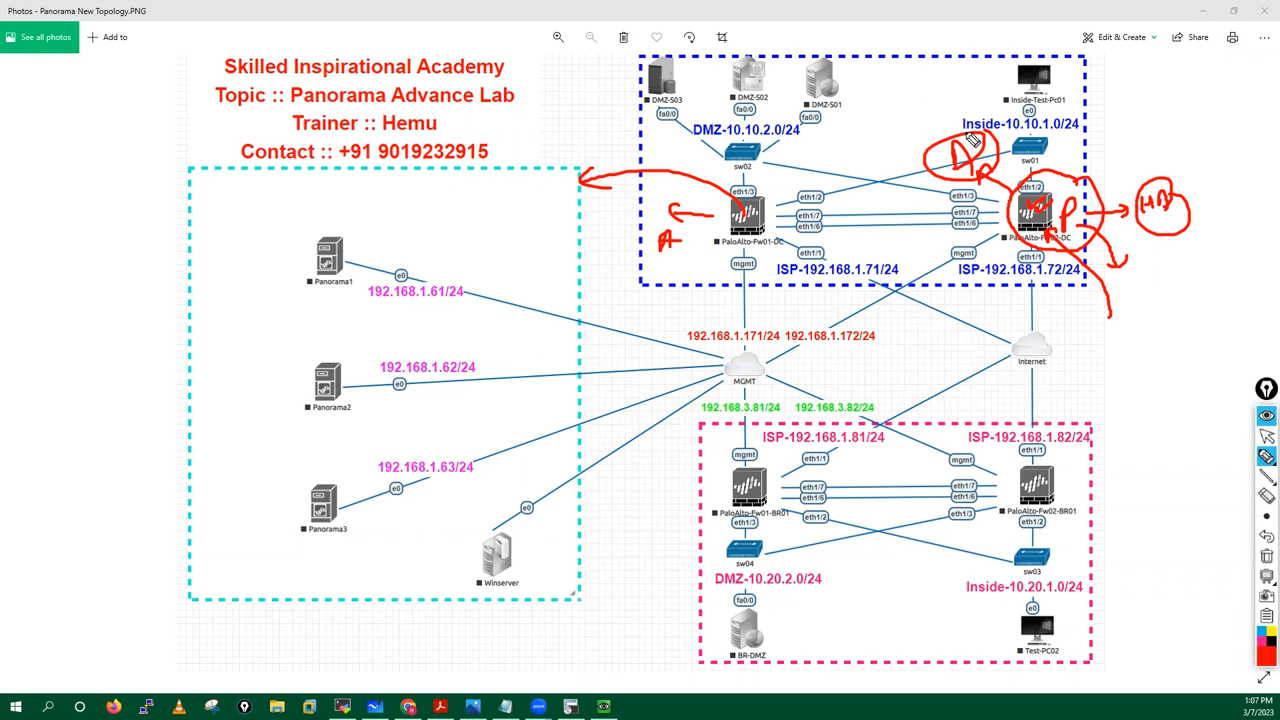 Photos - Panorama New Topology.PNG
See all photos
Add to
Edit & Create
Share
Skilled Inspirational Academy
Topic :: Panorama Advance Lab
Trainer :: Hemu
Contact :: +91 9019232915
DMZ-S03
DMZ-S02
DMZ-S01
Inside-Test-Pc01
fa0/0
fa0/0
fa0/0
e0
DMZ-10.10.2.0/24
Inside-10.10.1.0/24
sw02
sw01
eth1/3
eth1/2
eth1/3
eth1/2
eth1/7
eth1/7
eth1/6
eth1/6
A
P
HA
PaloAlto-Fw01-DC
mgmt
eth1/1
mgmt
eth1/1
ISP-192.168.1.71/24
ISP-192.168.1.72/24
192.168.1.171/24
192.168.1.172/24
MGMT
Internet
192.168.3.81/24
192.168.3.82/24
Panorama1
e0
192.168.1.61/24
Panorama2
e0
192.168.1.62/24
Panorama3
e0
192.168.1.63/24
e0
Winserver
ISP-192.168.1.81/24
ISP-192.168.1.82/24
mgmt
eth1/1
mgmt
eth1/1
eth1/7
eth1/7
eth1/6
eth1/6
PaloAlto-Fw01-BR01
PaloAlto-Fw02-BR01
eth1/3
eth1/2
eth1/3
eth1/2
sw04
sw03
DMZ-10.20.2.0/24
Inside-10.20.1.0/24
fa0/0
e0
BR-DMZ
Test-PC02
1:07 PM
3/7/2023